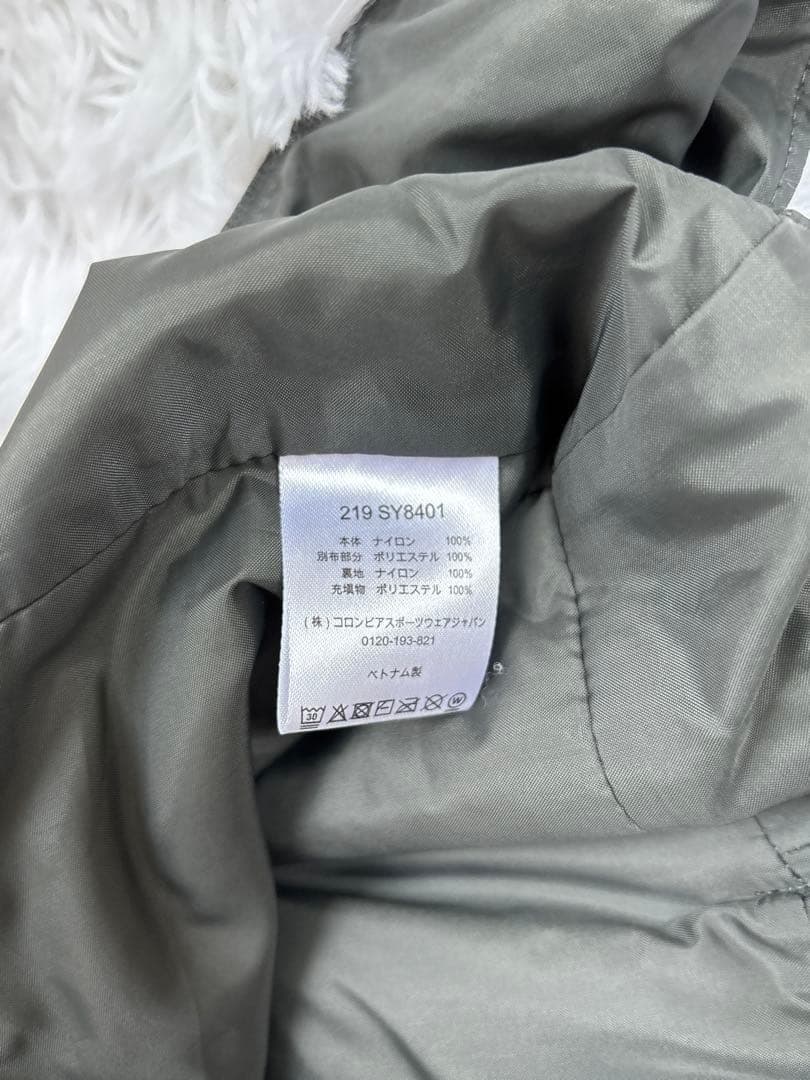 219 SY8401
本体 ナイロン 100%
別布部分 ポリエステル 100%
裏地 ナイロン 100%
充填物 ポリエステル 100%
(株)コロンビアスポーツウェアジャパン
0120-193-821
ベトナム製
30 W